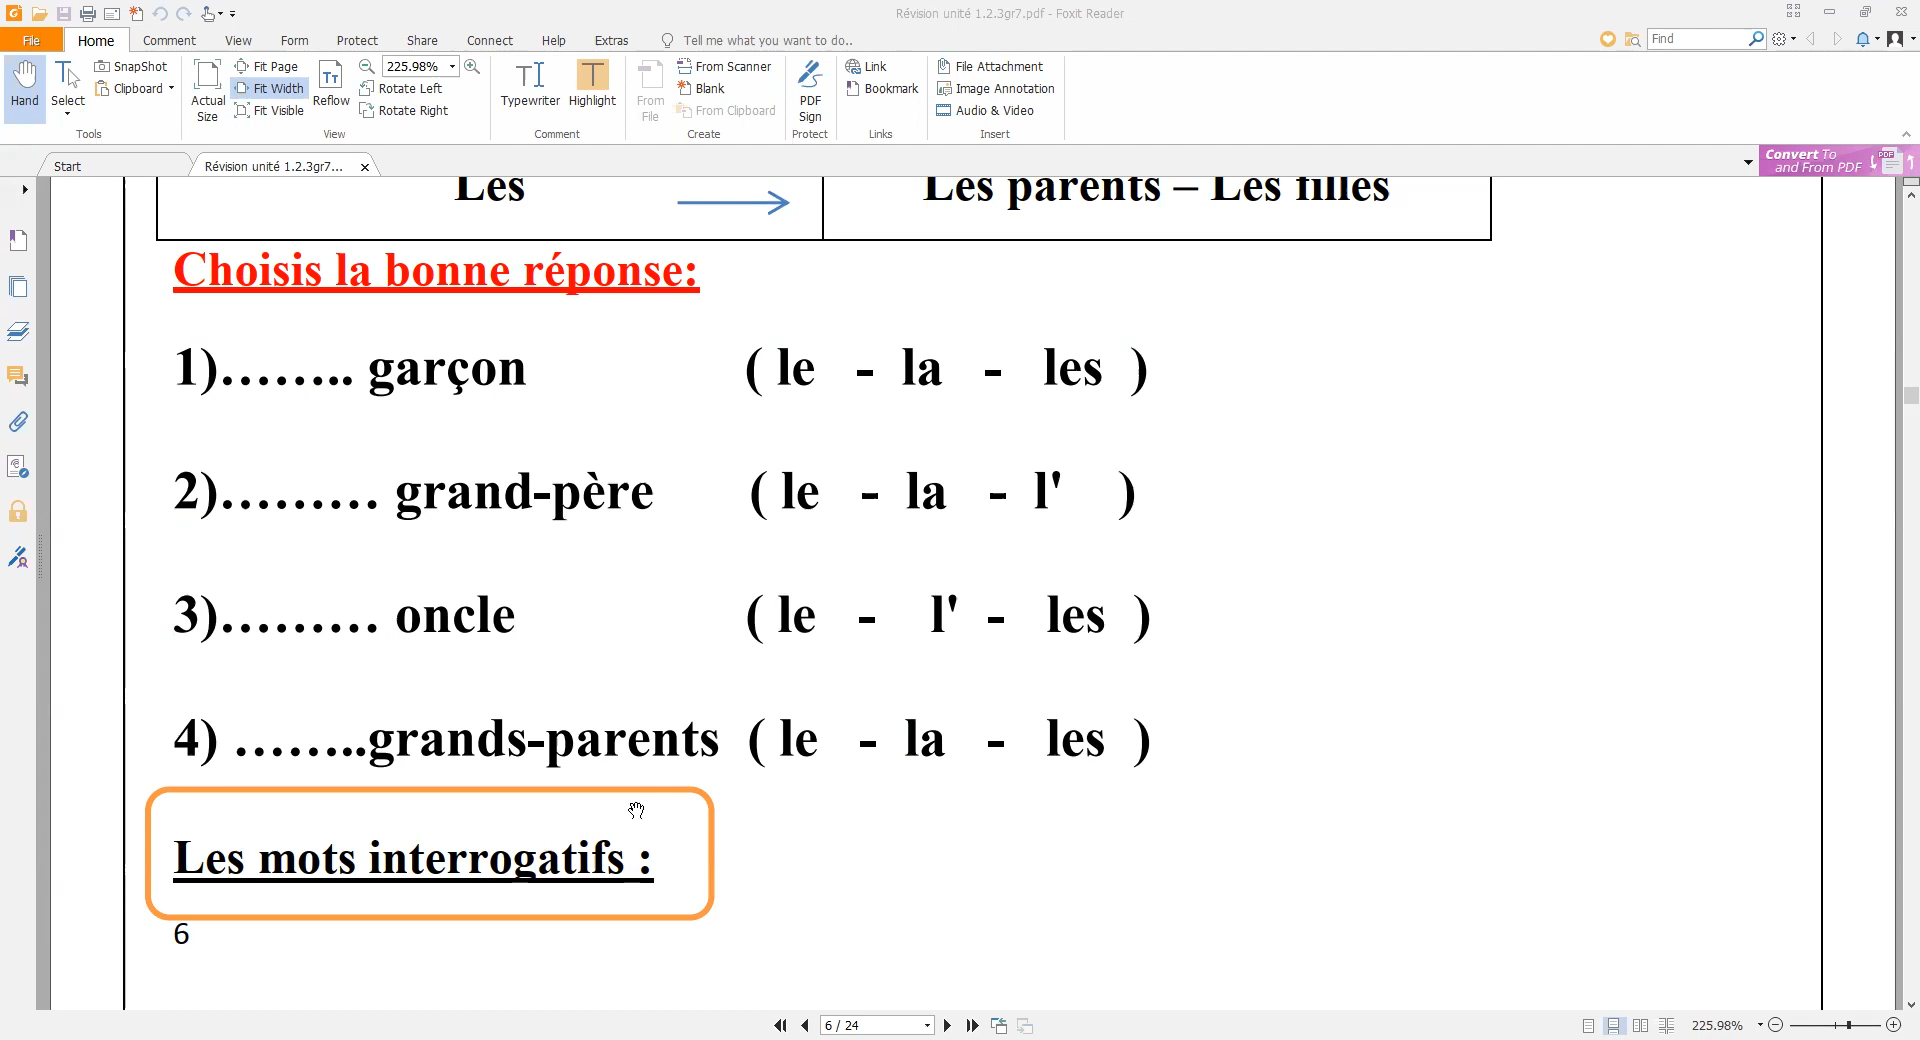 Révision unité 1.2.3gr7.pdf - Foxit Reader
File Home Comment View Form Protect Share Connect Help Extras Tell me what you want to do.. Find
Hand Select SnapShot Clipboard Actual Size Fit Page Fit Width Fit Visible Reflow 225.98% Rotate Left Rotate Right Typewriter Highlight From File From Scanner Blank From Clipboard PDF Sign Link Bookmark File Attachment Image Annotation Audio & Video
Tools View Comment Create Protect Links Insert
Start Révision unité 1.2.3gr7... Convert To and From PDF PDF
Les Les parents – Les filles
Choisis la bonne réponse:
1)…….. garçon ( le - la - les )
2)……… grand-père ( le - la - l' )
3)……… oncle ( le - l' - les )
4) ……..grands-parents ( le - la - les )
Les mots interrogatifs :
6
6 / 24 225.98%